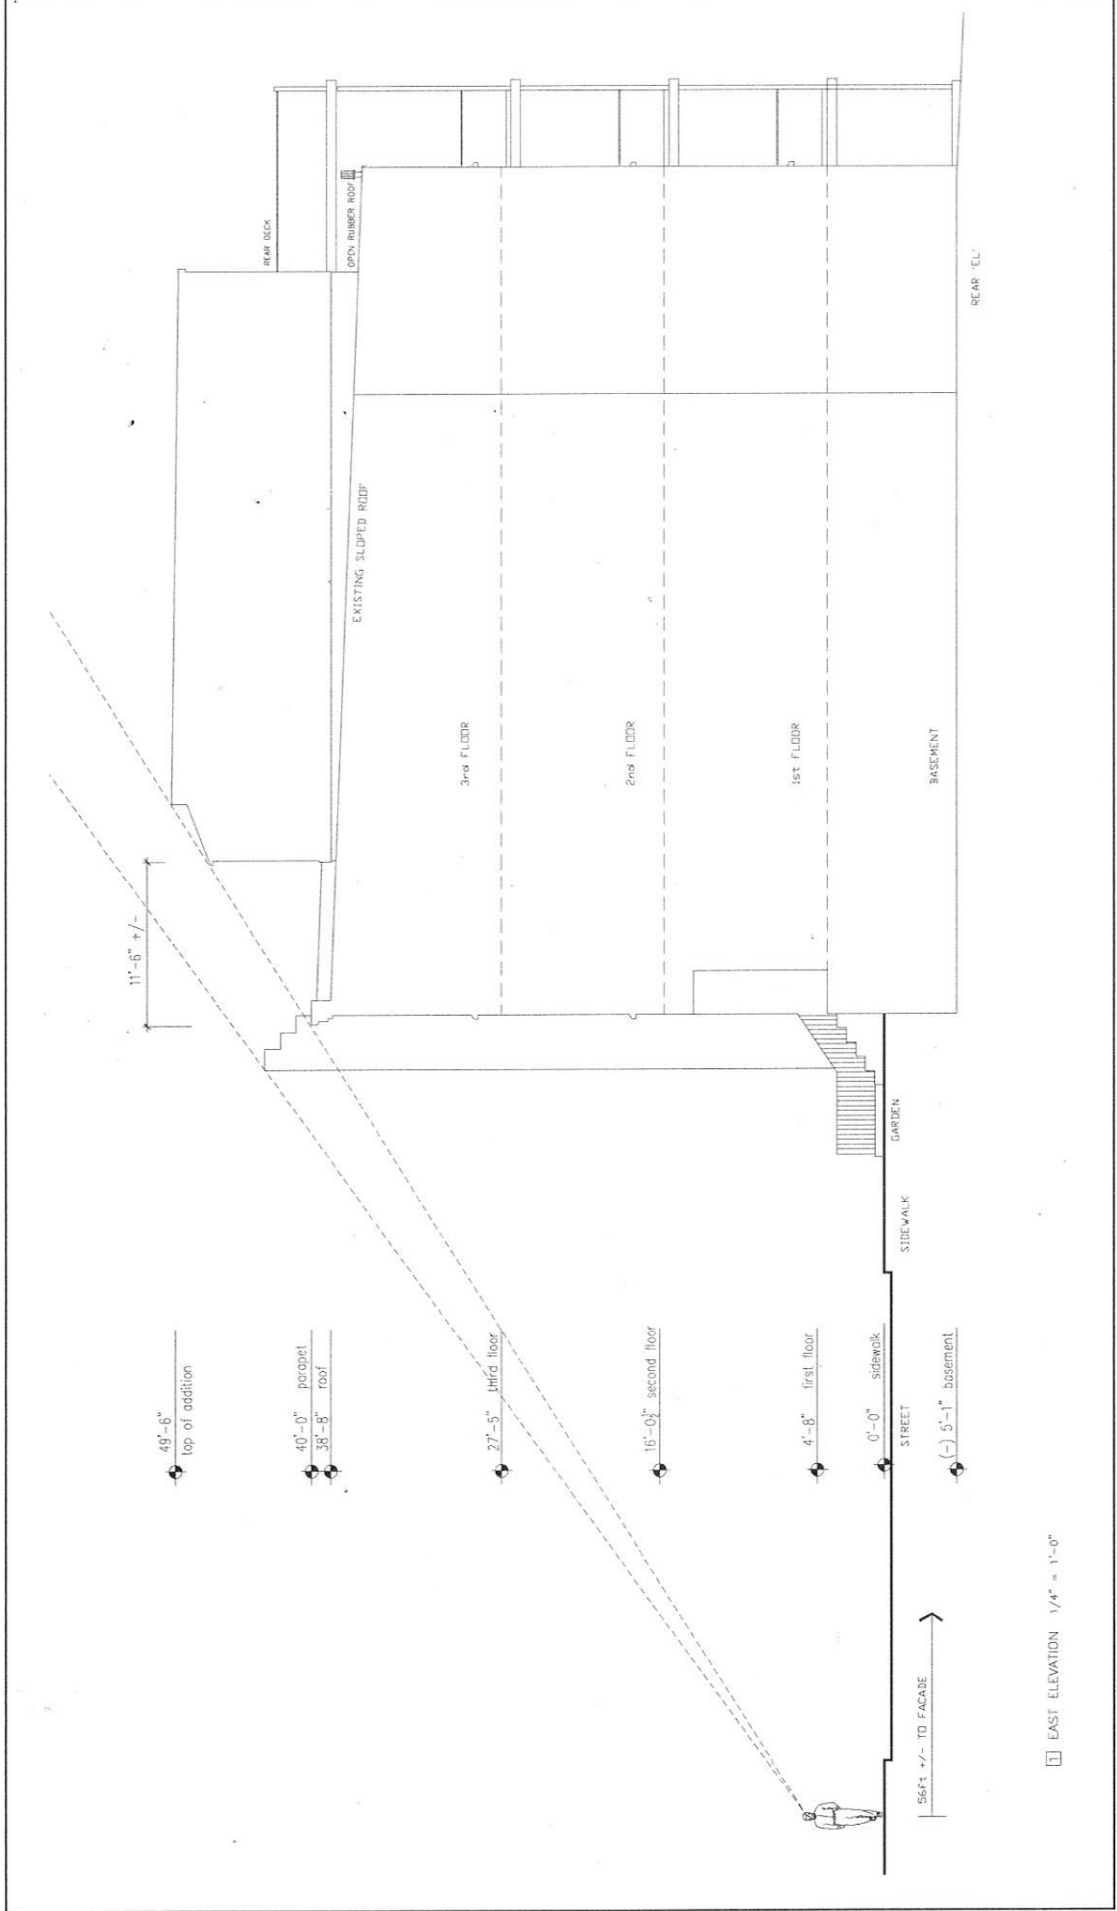 49'-6"
top of addition
40'-0" parapet
38'-8" roof
27'-5" third floor
16'-0½" second floor
4'-8" first floor
0'-0" sidewalk
(-) 5'-1" basement
11'-6" +/-
REAR DECK
OPEN RUBBER ROOF
EXISTING SLOPED ROOF
3rd FLOOR
2nd FLOOR
1st FLOOR
BASEMENT
REAR 'EL'
GARDEN
SIDEWALK
STREET
56ft +/- TO FACADE
1 EAST ELEVATION 1/4" = 1'-0"